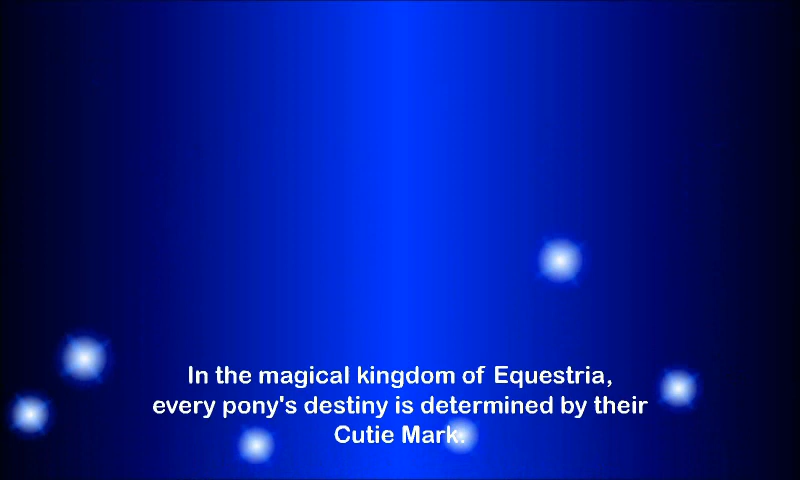 In the magical kingdom of Equestria,
every pony's destiny is determined by their
Cutie Mark.